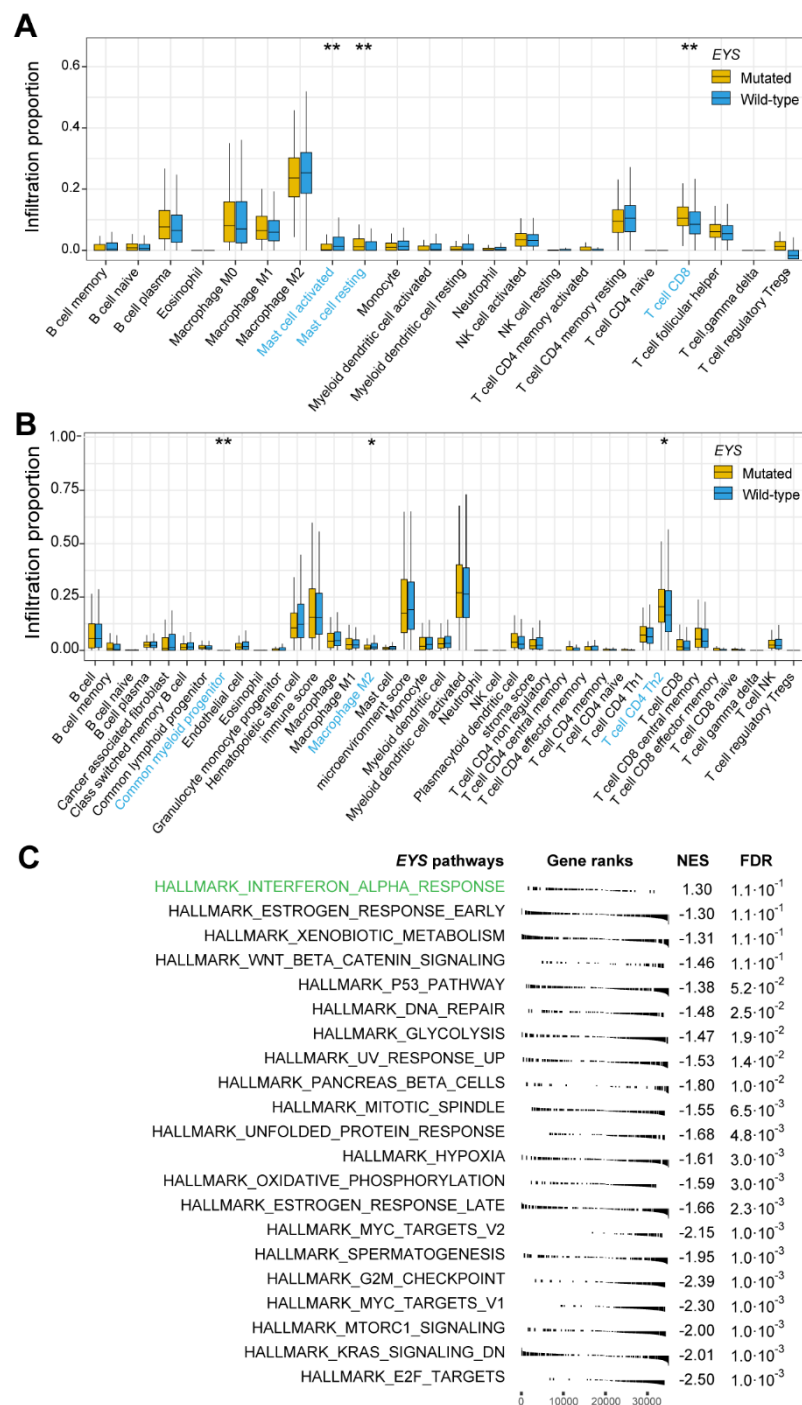 A
** ** **
EYS
Mutated
Wild-type
Infiltration proportion
0.6
0.4
0.2
0.0
B cell memory
B cell naive
B cell plasma
Eosinophil
Macrophage M0
Macrophage M1
Macrophage M2
Mast cell activated
Mast cell resting
Monocyte
Myeloid dendritic cell activated
Myeloid dendritic cell resting
Neutrophil
NK cell activated
NK cell resting
T cell CD4 memory activated
T cell CD4 memory resting
T cell CD4 naive
T cell CD8
T cell follicular helper
T cell gamma delta
T cell regulatory Tregs
B
** * *
EYS
Mutated
Wild-type
Infiltration proportion
1.00
0.75
0.50
0.25
0.00
B cell
B cell memory
B cell naive
B cell plasma
Cancer associated fibroblast
Class switched memory B cell
Common lymphoid progenitor
Common myeloid progenitor
Endothelial cell
Eosinophil
Granulocyte monocyte progenitor
Hematopoietic stem cell
immune score
Macrophage
Macrophage M1
Macrophage M2
Mast cell
microenvironment score
Monocyte
Myeloid dendritic cell
Myeloid dendritic cell activated
Neutrophil
NK cell
Plasmacytoid dendritic cell
stroma score
T cell CD4 non regulatory
T cell CD4 central memory
T cell CD4 effector memory
T cell CD4 memory
T cell CD4 naive
T cell CD4 Th1
T cell CD4 Th2
T cell CD8
T cell CD8 central memory
T cell CD8 effector memory
T cell CD8 naive
T cell gamma delta
T cell NK
T cell regulatory Tregs
C
EYS pathways Gene ranks NES FDR
HALLMARK_INTERFERON_ALPHA_RESPONSE 1.30 1.1·10⁻¹
HALLMARK_ESTROGEN_RESPONSE_EARLY -1.30 1.1·10⁻¹
HALLMARK_XENOBIOTIC_METABOLISM -1.31 1.1·10⁻¹
HALLMARK_WNT_BETA_CATENIN_SIGNALING -1.46 1.1·10⁻¹
HALLMARK_P53_PATHWAY -1.38 5.2·10⁻²
HALLMARK_DNA_REPAIR -1.48 2.5·10⁻²
HALLMARK_GLYCOLYSIS -1.47 1.9·10⁻²
HALLMARK_UV_RESPONSE_UP -1.53 1.4·10⁻²
HALLMARK_PANCREAS_BETA_CELLS -1.80 1.0·10⁻²
HALLMARK_MITOTIC_SPINDLE -1.55 6.5·10⁻³
HALLMARK_UNFOLDED_PROTEIN_RESPONSE -1.68 4.8·10⁻³
HALLMARK_HYPOXIA -1.61 3.0·10⁻³
HALLMARK_OXIDATIVE_PHOSPHORYLATION -1.59 3.0·10⁻³
HALLMARK_ESTROGEN_RESPONSE_LATE -1.66 2.3·10⁻³
HALLMARK_MYC_TARGETS_V2 -2.15 1.0·10⁻³
HALLMARK_SPERMATOGENESIS -1.95 1.0·10⁻³
HALLMARK_G2M_CHECKPOINT -2.39 1.0·10⁻³
HALLMARK_MYC_TARGETS_V1 -2.30 1.0·10⁻³
HALLMARK_MTORC1_SIGNALING -2.00 1.0·10⁻³
HALLMARK_KRAS_SIGNALING_DN -2.01 1.0·10⁻³
HALLMARK_E2F_TARGETS -2.50 1.0·10⁻³
0 10000 20000 30000